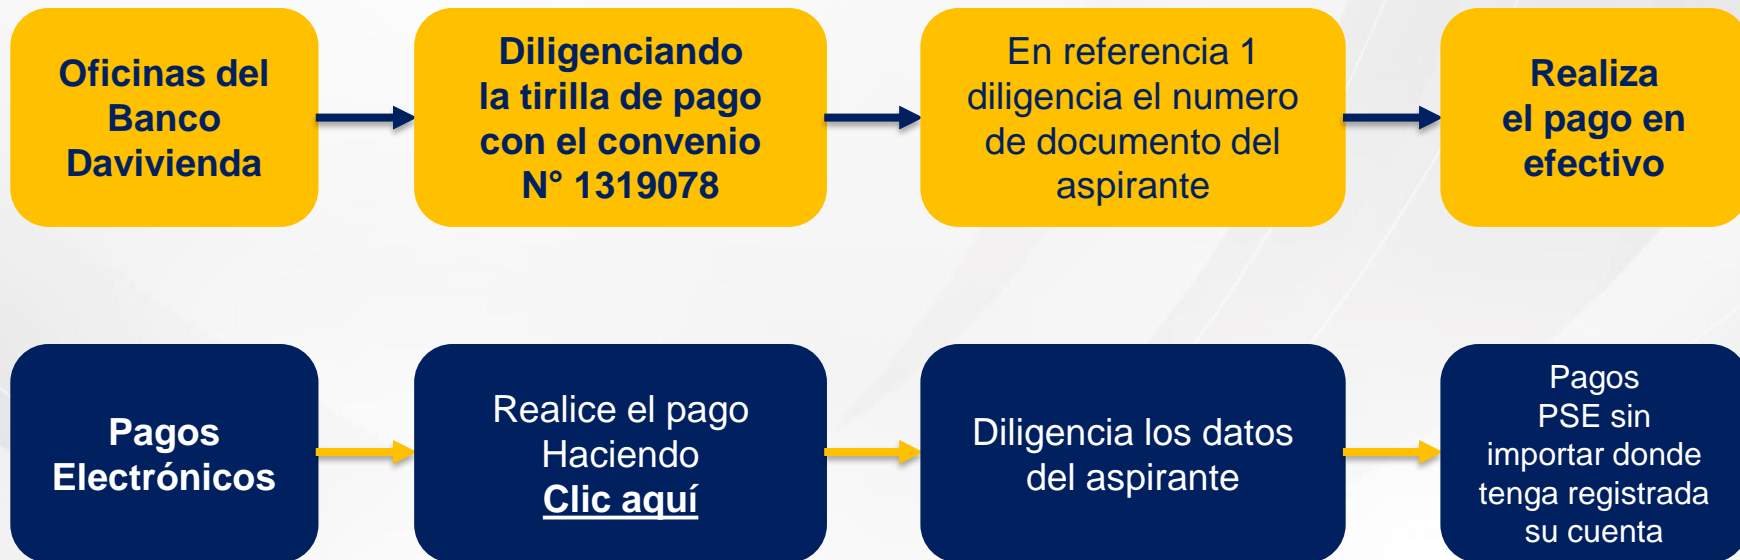 Oficinas del
Banco
Davivienda
Diligenciando
la tirilla de pago
con el convenio
N° 1319078
En referencia 1
diligencia el numero
de documento del
aspirante
Realiza
el pago en
efectivo
Pagos
Electrónicos
Realice el pago
Haciendo
Clic aquí
Diligencia los datos
del aspirante
Pagos
PSE sin
importar donde
tenga registrada
su cuenta